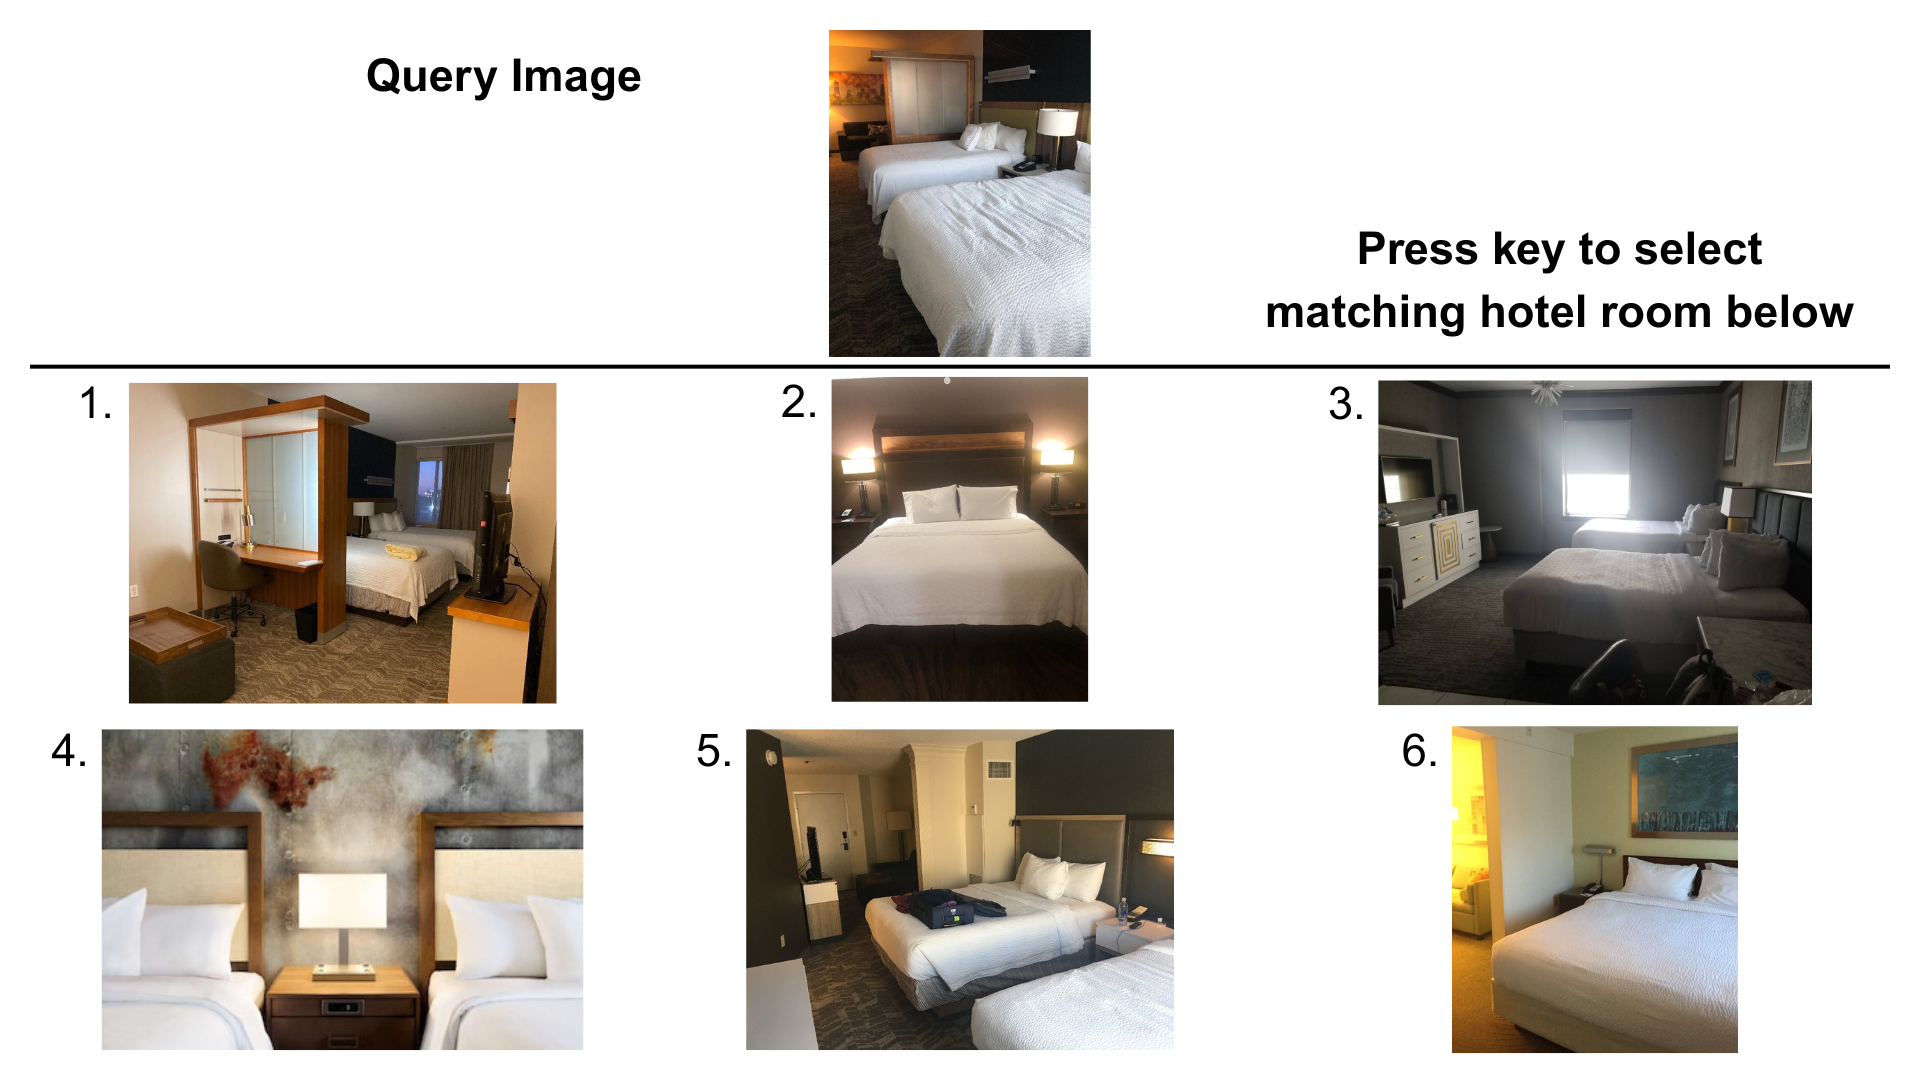 Query Image
Press key to select
matching hotel room below
1.
2.
3.
4.
5.
6.